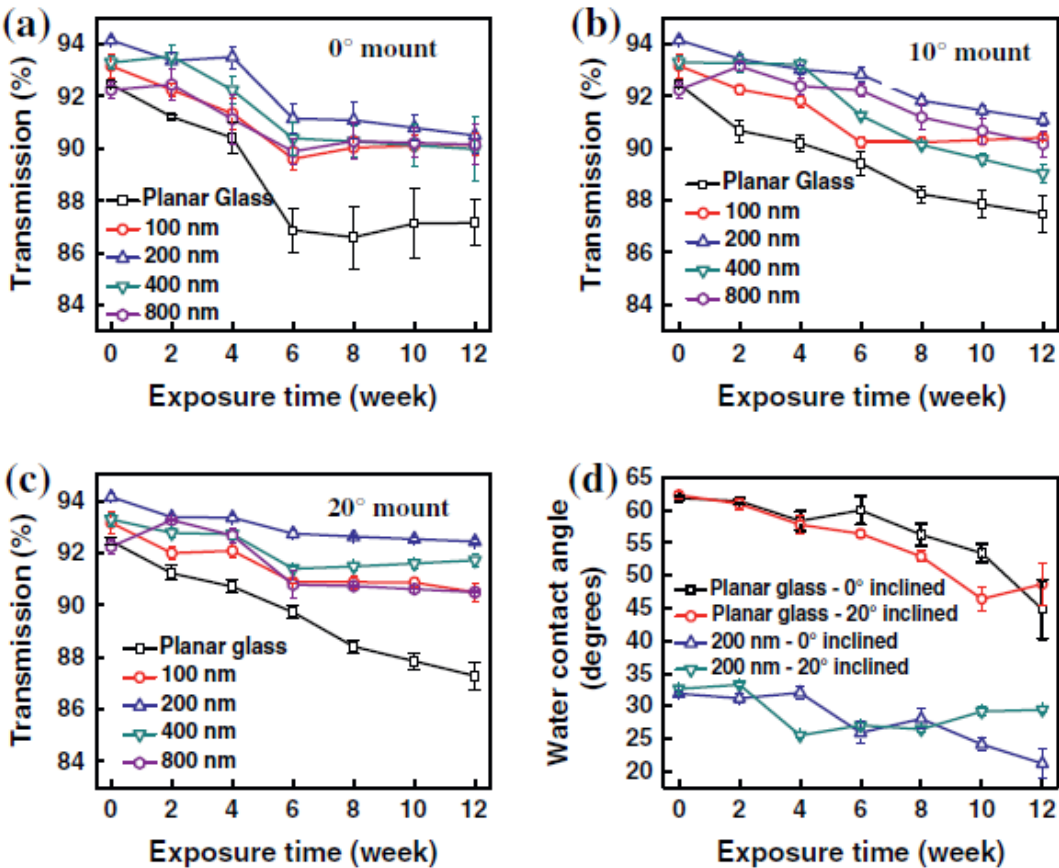 (a)
0° mount
Transmission (%)
94
92
90
88
86
84
Planar Glass
100 nm
200 nm
400 nm
800 nm
0 2 4 6 8 10 12
Exposure time (week)
(b)
10° mount
Transmission (%)
94
92
90
88
86
84
Planar Glass
100 nm
200 nm
400 nm
800 nm
0 2 4 6 8 10 12
Exposure time (week)
(c)
20° mount
Transmission (%)
94
92
90
88
86
84
Planar glass
100 nm
200 nm
400 nm
800 nm
0 2 4 6 8 10 12
Exposure time (week)
(d)
Water contact angle
(degrees)
65
60
55
50
45
40
35
30
25
20
Planar glass - 0° inclined
Planar glass - 20° inclined
200 nm - 0° inclined
200 nm - 20° inclined
0 2 4 6 8 10 12
Exposure time (week)